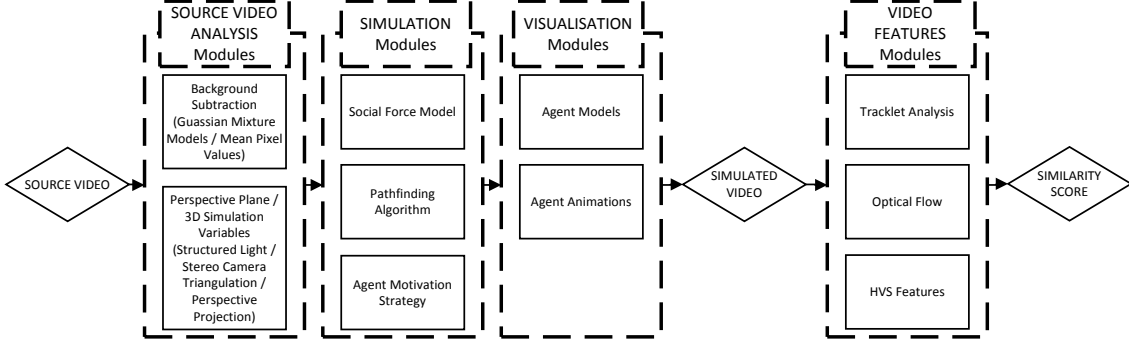 SOURCE VIDEO
SOURCE VIDEO
ANALYSIS
Modules
Background
Subtraction
(Guassian Mixture
Models / Mean Pixel
Values)
Perspective Plane /
3D Simulation
Variables
(Structured Light /
Stereo Camera
Triangulation /
Perspective
Projection)
SIMULATION
Modules
Social Force Model
Pathfinding
Algorithm
Agent Motivation
Strategy
VISUALISATION
Modules
Agent Models
Agent Animations
SIMULATED
VIDEO
VIDEO
FEATURES
Modules
Tracklet Analysis
Optical Flow
HVS Features
SIMILARITY
SCORE